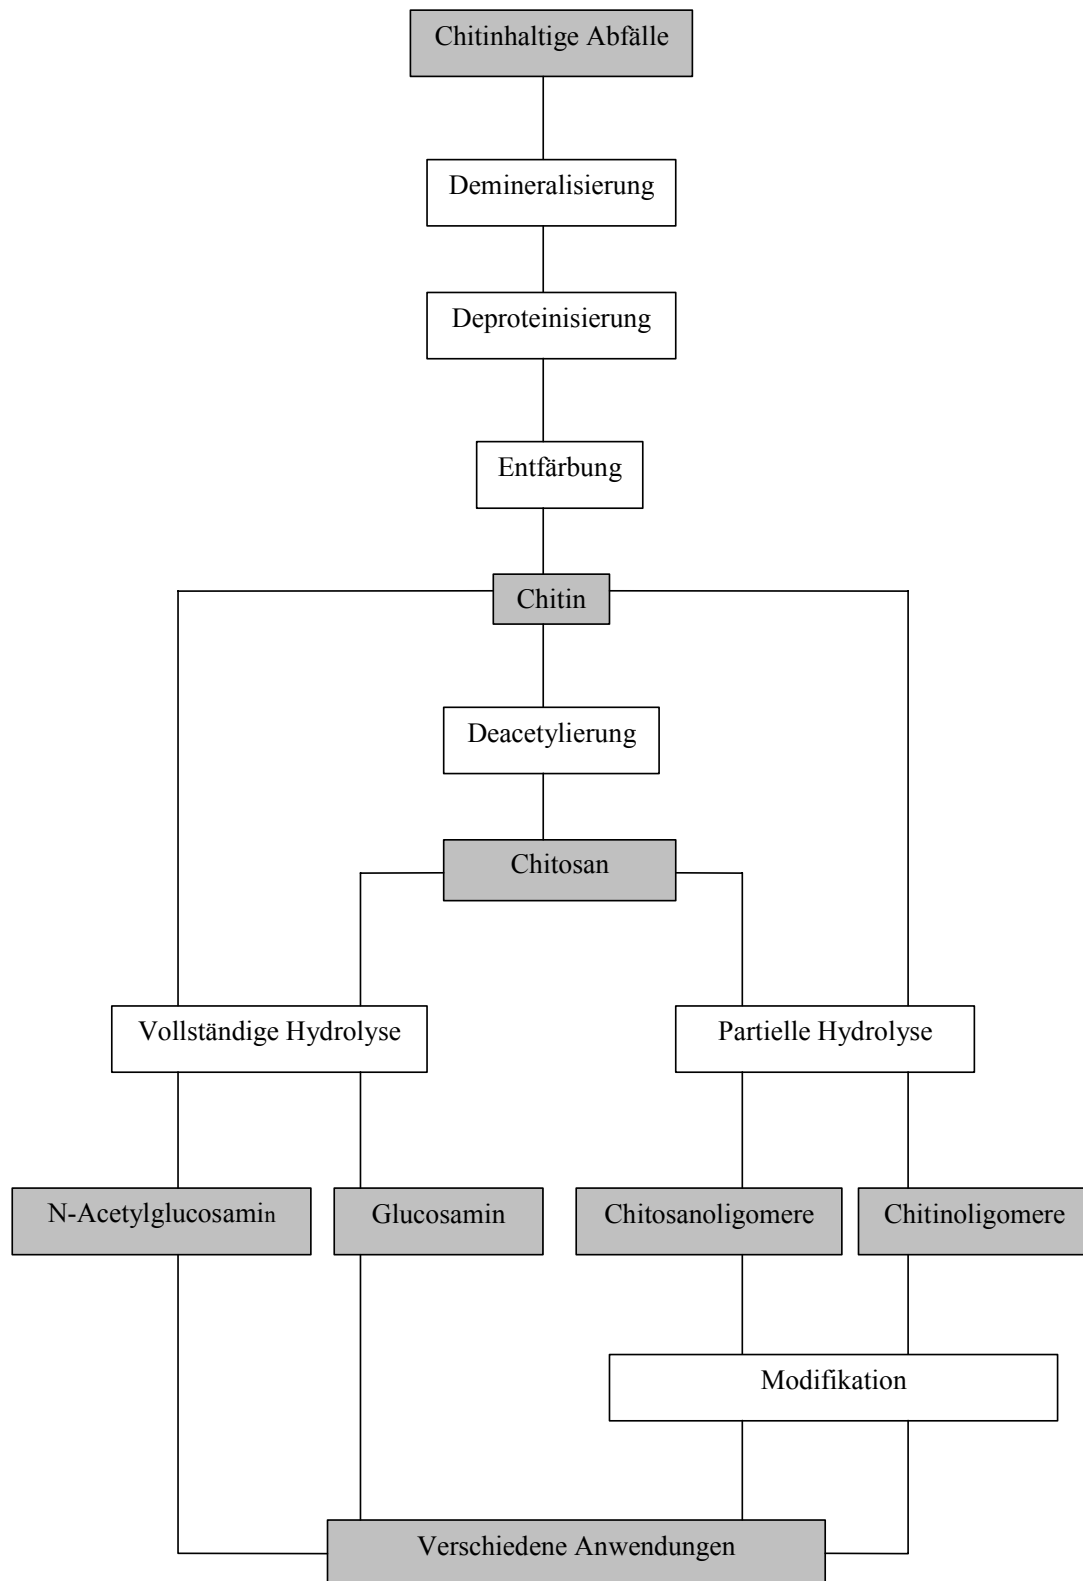 Chitinhaltige Abfälle
Demineralisierung
Deproteinisierung
Entfärbung
Chitin
Deacetylierung
Chitosan
Vollständige Hydrolyse
Partielle Hydrolyse
N-Acetylglucosamin
Glucosamin
Chitosanoligomere
Chitinoligomere
Modifikation
Verschiedene Anwendungen